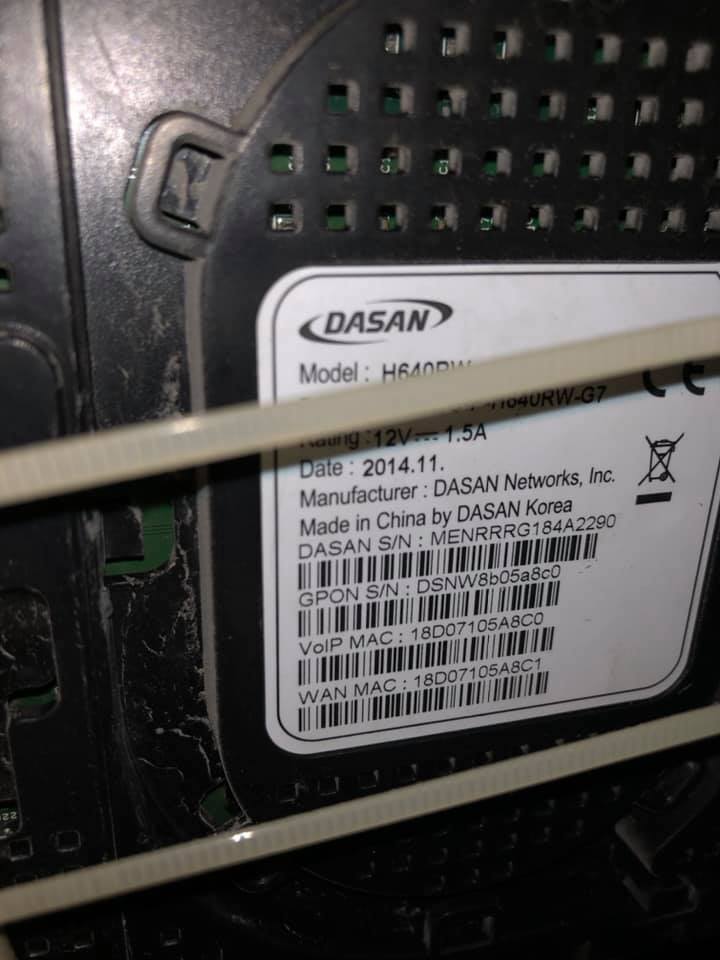 DASAN
Model : H640RW
H640RW-G7
Rating :12V 1.5A
Date : 2014.11.
Manufacturer : DASAN Networks, Inc.
Made in China by DASAN Korea
DASAN S/N : MENRRRG184A2290
GPON S/N : DSNW8b05a8c0
VoIP MAC : 18D07105A8C0
WAN MAC : 18D07105A8C1